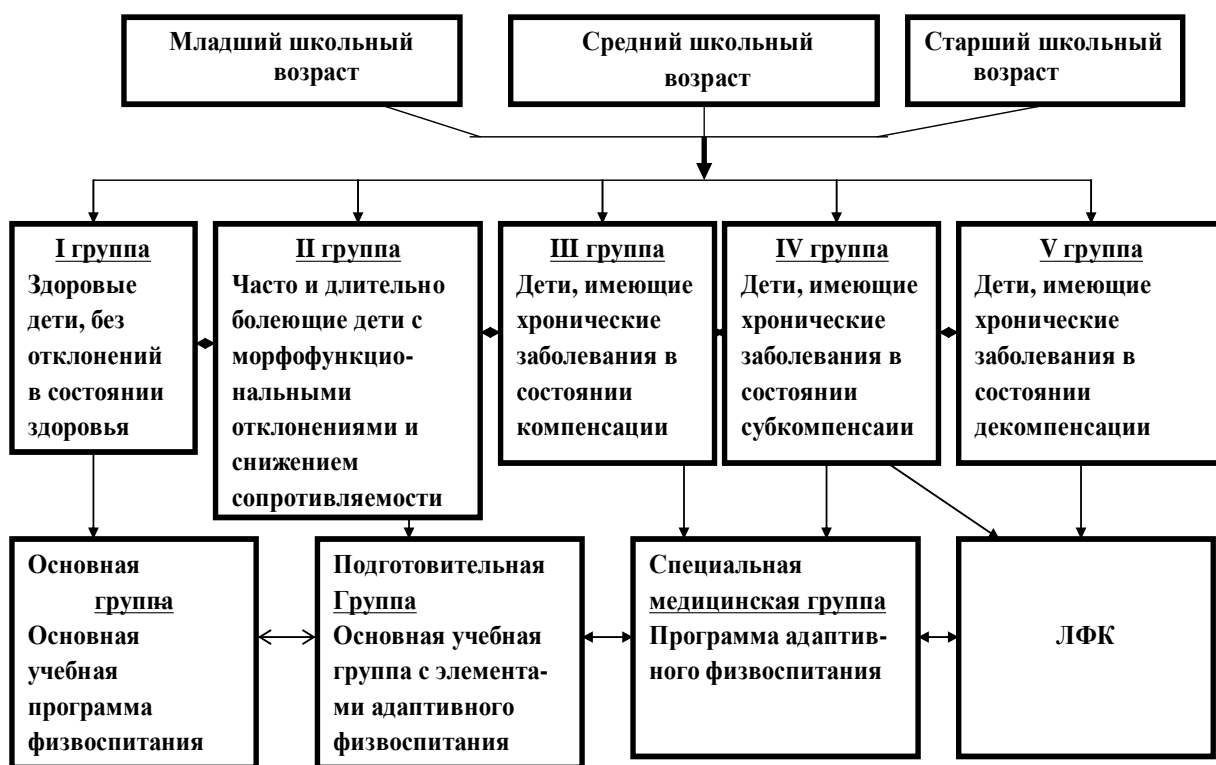 Младший школьный
возраст
Средний школьный
возраст
Старший школьный
возраст
I группа
Здоровые
дети, без
отклонений
в состоянии
здоровья
II группа
Часто и длительно
болеющие дети с
морфофункцио-
нальными
отклонениями и
снижением
сопротивляемости
III группа
Дети, имеющие
хронические
заболевания в
состоянии
компенсации
IV группа
Дети, имеющие
хронические
заболевания в
состоянии
субкомпенсаии
V группа
Дети, имеющие
хронические
заболевания в
состоянии
декомпенсации
Основная
группа
Основная
учебная
программа
физвоспитания
Подготовительная
Группа
Основная учебная
группа с элемента-
ми адаптивного
физвоспитания
Специальная
медицинская группа
Программа адаптив-
ного физвоспитания
ЛФК